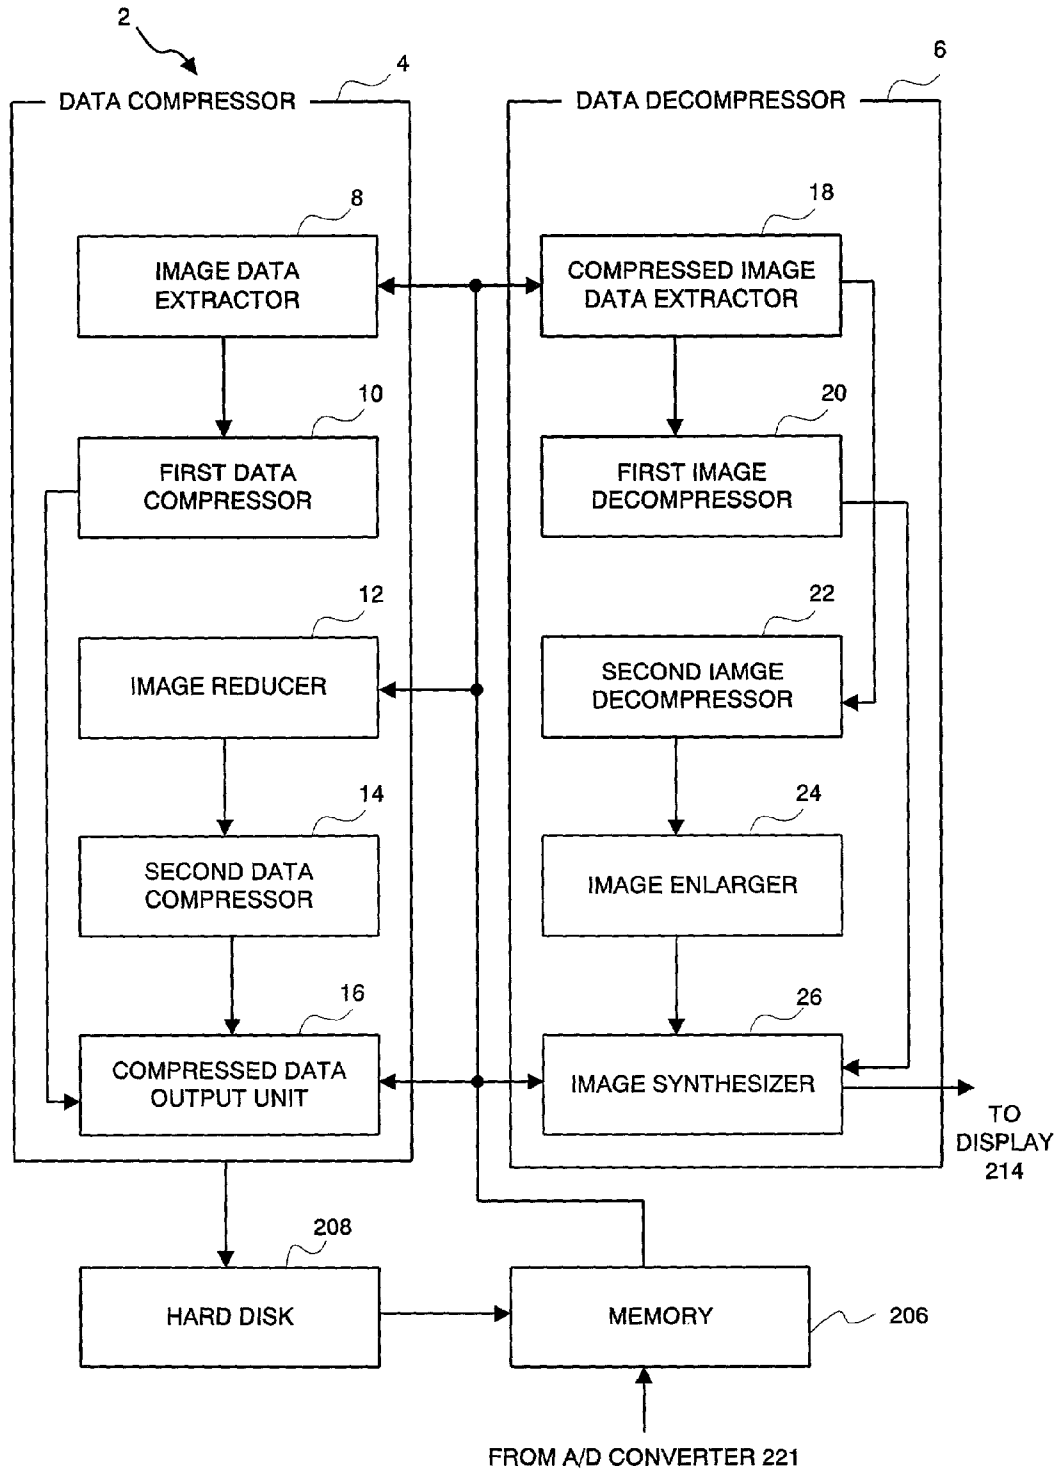 2
4
DATA COMPRESSOR
8
IMAGE DATA
EXTRACTOR
10
FIRST DATA
COMPRESSOR
12
IMAGE REDUCER
14
SECOND DATA
COMPRESSOR
16
COMPRESSED DATA
OUTPUT UNIT
6
DATA DECOMPRESSOR
18
COMPRESSED IMAGE
DATA EXTRACTOR
20
FIRST IMAGE
DECOMPRESSOR
22
SECOND IAMGE
DECOMPRESSOR
24
IMAGE ENLARGER
26
IMAGE SYNTHESIZER
TO
DISPLAY
214
208
HARD DISK
MEMORY
206
FROM A/D CONVERTER 221